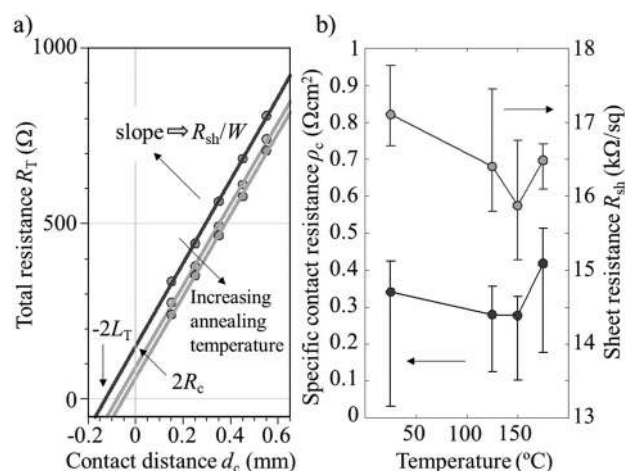 a)
Total resistance R_T (Ω)
1000
500
0
slope ⇒ R_sh/W
Increasing
annealing
temperature
-2L_T
2R_c
-0.2 0 0.2 0.4 0.6
Contact distance d_c (mm)
b)
Specific contact resistance ρ_c (Ωcm²)
1
0.9
0.8
0.7
0.6
0.5
0.4
0.3
0.2
0.1
0
18
17
16
15
14
13
Sheet resistance R_sh (kΩ/sq)
50 100 150
Temperature (ºC)